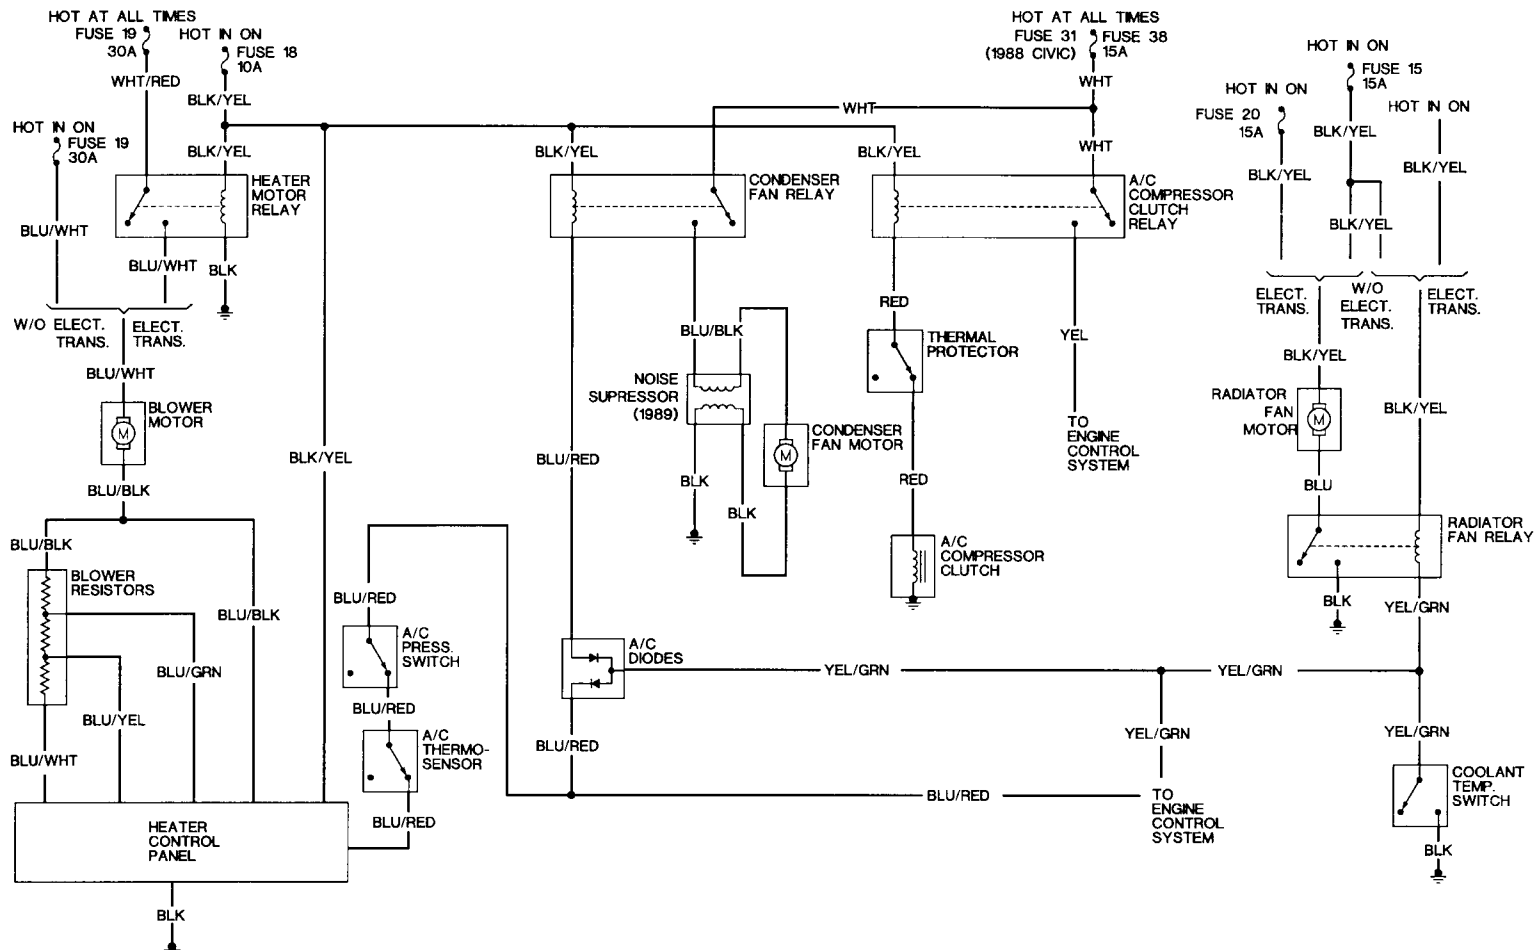 HOT AT ALL TIMES
FUSE 19
30A
WHT/RED
HOT IN ON
FUSE 18
10A
BLK/YEL
HOT IN ON
FUSE 19
30A
BLK/YEL
HEATER
MOTOR
RELAY
BLU/WHT
BLU/WHT
BLK
W/O ELECT.
TRANS.
ELECT.
TRANS.
BLU/WHT
BLOWER
MOTOR
M
BLU/BLK
BLU/BLK
BLOWER
RESISTORS
BLU/BLK
BLU/GRN
BLU/YEL
BLU/WHT
BLK/YEL
HEATER
CONTROL
PANEL
BLK
BLU/RED
A/C
PRESS.
SWITCH
BLU/RED
A/C
THERMO-
SENSOR
BLU/RED
HOT AT ALL TIMES
FUSE 31
(1988 CIVIC)
FUSE 38
15A
WHT
WHT
WHT
BLK/YEL
CONDENSER
FAN RELAY
BLK/YEL
A/C
COMPRESSOR
CLUTCH
RELAY
BLU/BLK
NOISE
SUPRESSOR
(1989)
CONDENSER
FAN MOTOR
M
BLK
BLK
BLU/RED
RED
THERMAL
PROTECTOR
RED
A/C
COMPRESSOR
CLUTCH
YEL
TO
ENGINE
CONTROL
SYSTEM
A/C
DIODES
YEL/GRN
YEL/GRN
BLU/RED
YEL/GRN
BLU/RED
TO
ENGINE
CONTROL
SYSTEM
HOT IN ON
FUSE 15
15A
HOT IN ON
FUSE 20
15A
HOT IN ON
BLK/YEL
BLK/YEL
BLK/YEL
BLK/YEL
ELECT.
TRANS.
W/O
ELECT.
TRANS.
ELECT.
TRANS.
BLK/YEL
RADIATOR
FAN
MOTOR
M
BLK/YEL
BLU
RADIATOR
FAN RELAY
BLK
YEL/GRN
YEL/GRN
COOLANT
TEMP.
SWITCH
BLK